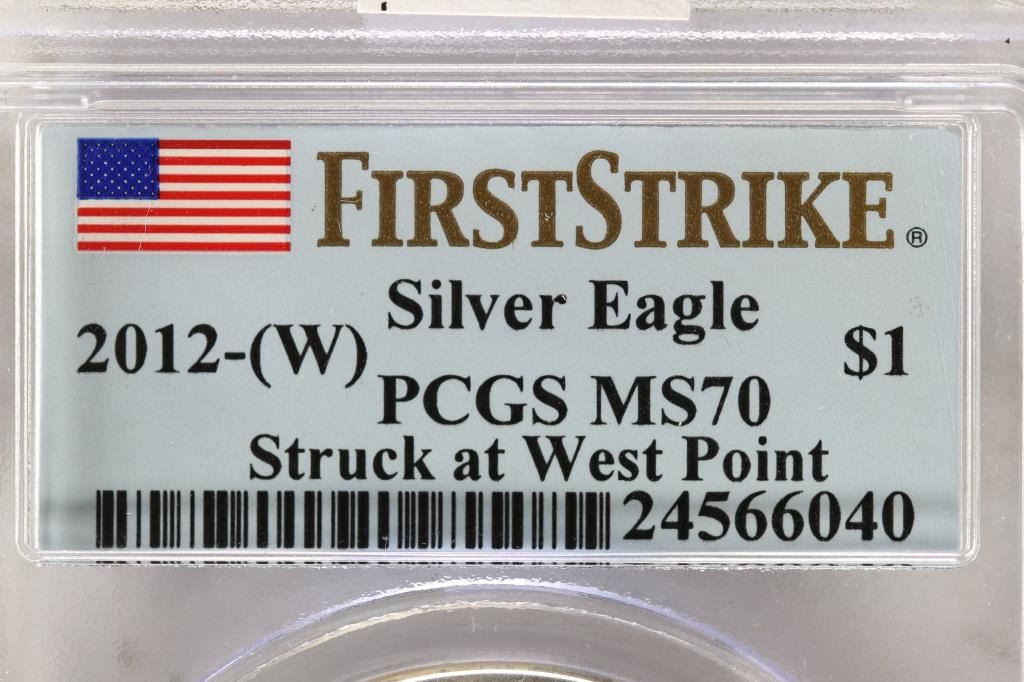 FIRSTSTRIKE®
Silver Eagle
2012-(W) $1
PCGS MS70
Struck at West Point
24566040